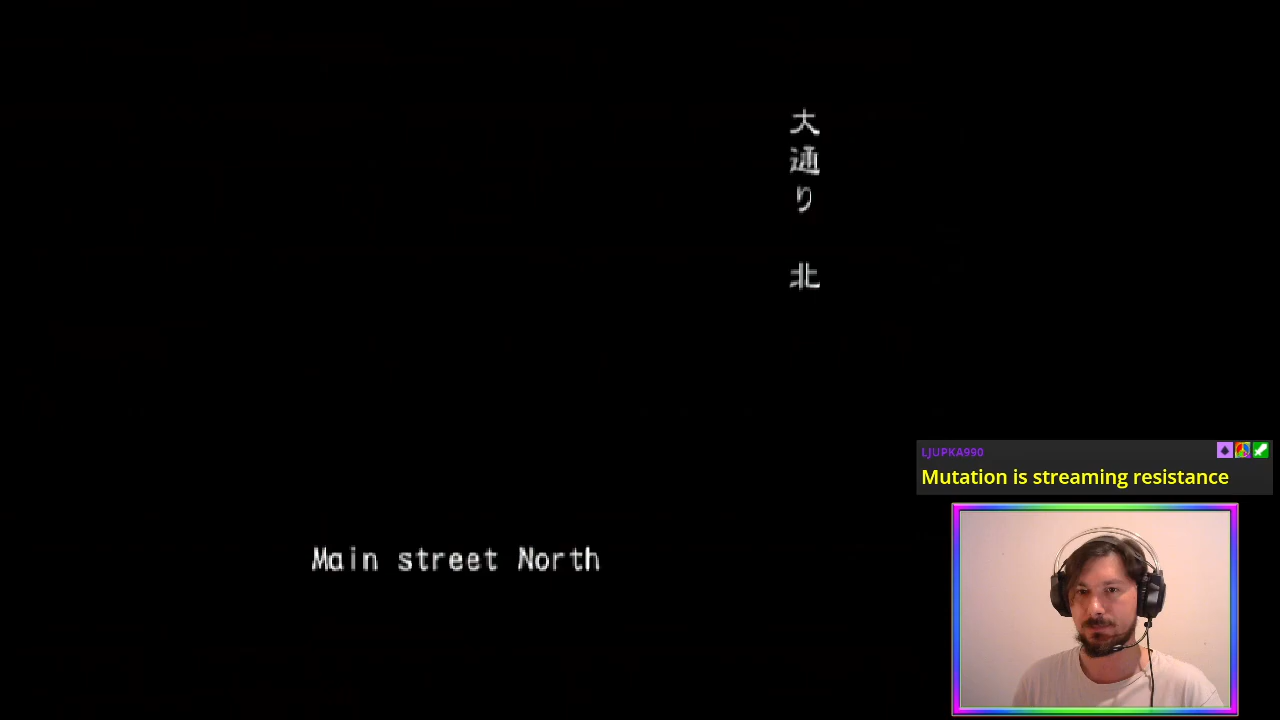 大通り 北
Main street North
LJUPKA990
Mutation is streaming resistance